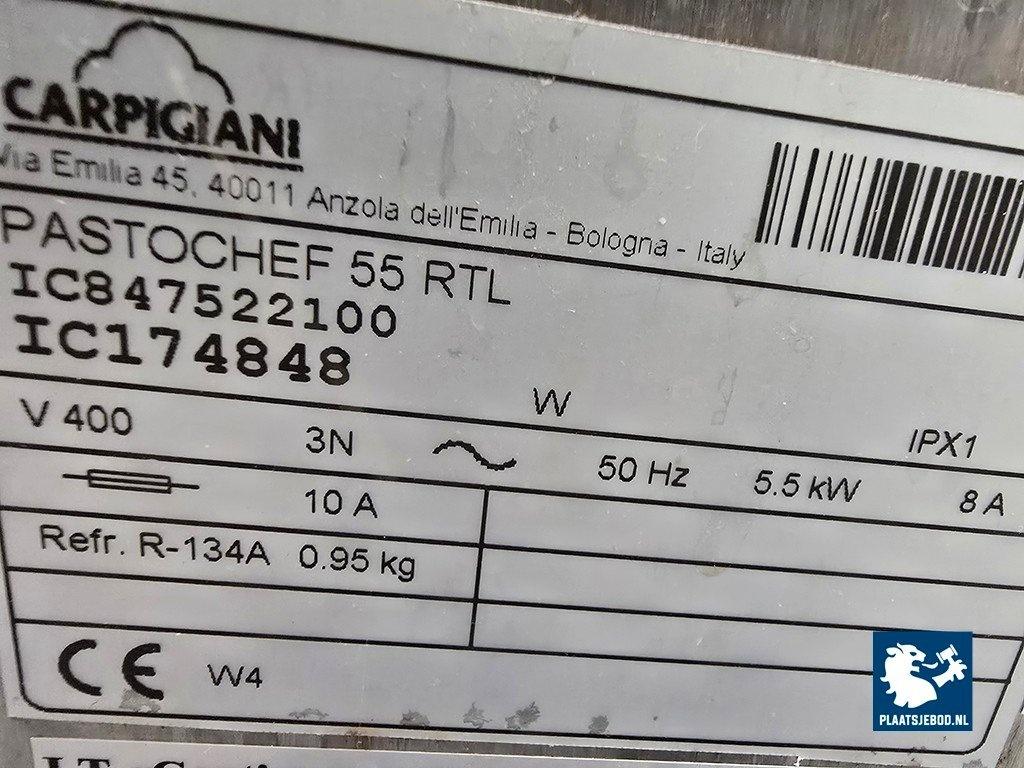 CARPIGIANI
Via Emilia 45, 40011 Anzola dell'Emilia - Bologna - Italy
PASTOCHEF 55 RTL
IC847522100
IC174848
W
IPX1
V 400 3N 50 Hz 5.5 kW 8 A
10 A
Refr. R-134A 0.95 kg
CE W4
PLAATSJEBOD.NL